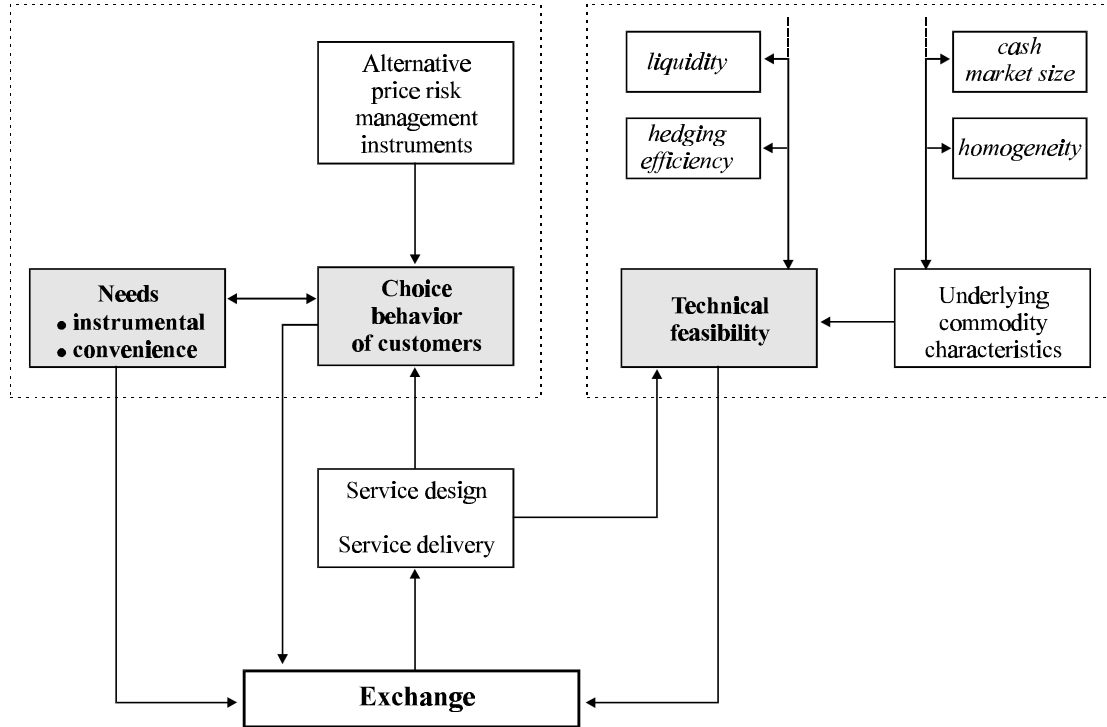 Alternative
price risk
management
instruments
liquidity
cash
market size
hedging
efficiency
homogeneity
Needs
• instrumental
• convenience
Choice
behavior
of customers
Technical
feasibility
Underlying
commodity
characteristics
Service design
Service delivery
Exchange